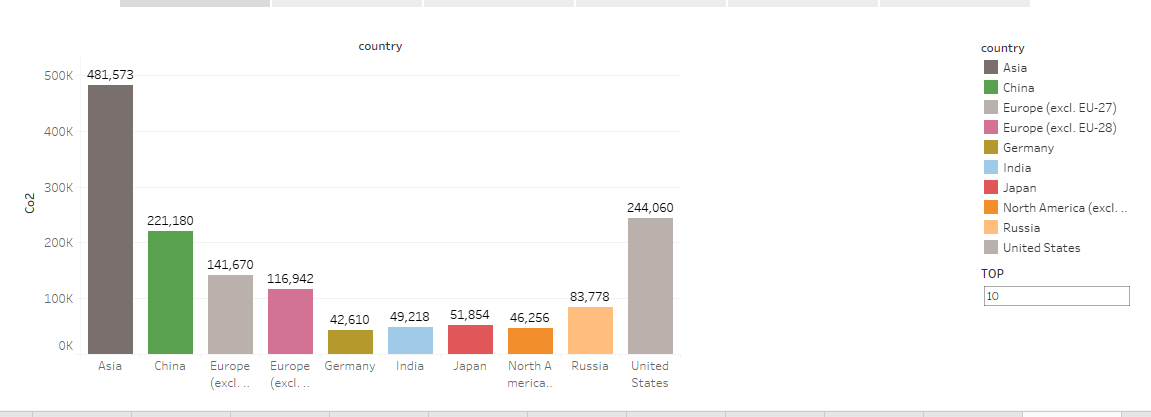 country
500K
400K
300K
200K
100K
0K
Co2
481,573
221,180
141,670
116,942
42,610
49,218
51,854
46,256
83,778
244,060
Asia
China
Europe
(excl. ..
Europe
(excl. ..
Germany
India
Japan
North A
merica..
Russia
United
States
country
Asia
China
Europe (excl. EU-27)
Europe (excl. EU-28)
Germany
India
Japan
North America (excl. ..
Russia
United States
TOP
10